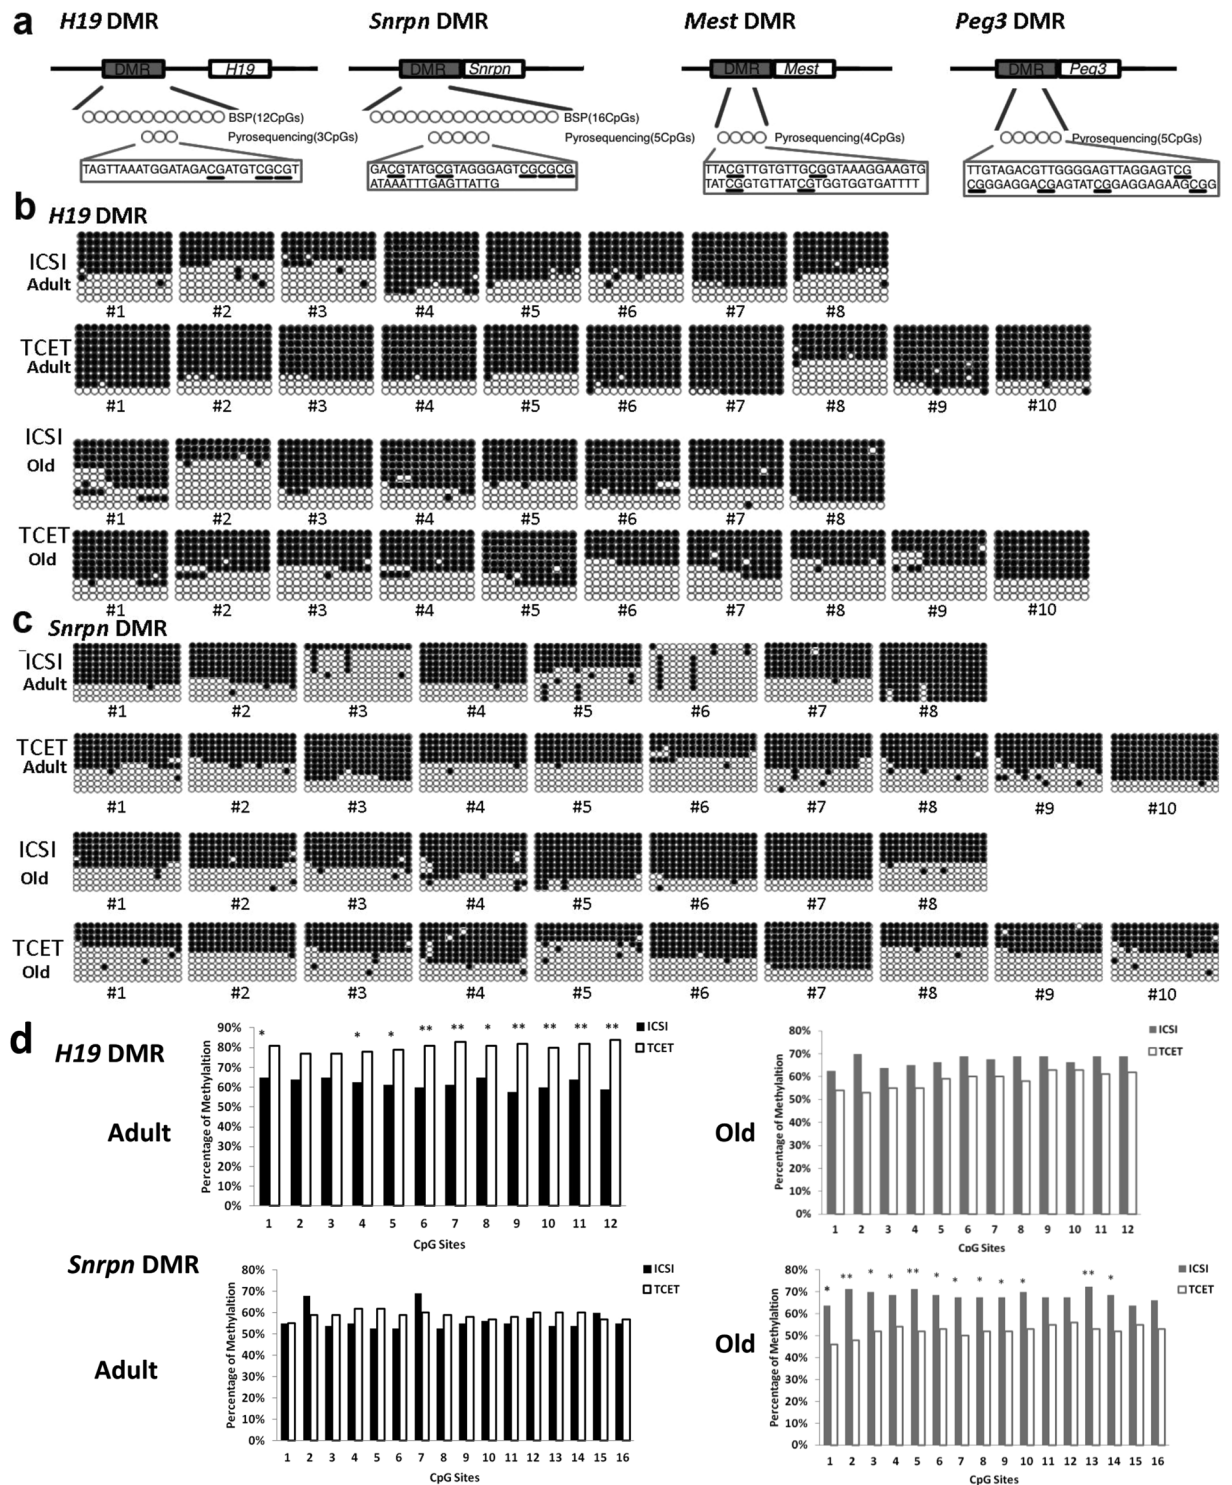 a
H19 DMR
Snrpn DMR
Mest DMR
Peg3 DMR
DMR H19
DMR Snrpn
DMR Mest
DMR Peg3
BSP(12CpGs)
BSP(16CpGs)
Pyrosequencing(3CpGs)
Pyrosequencing(5CpGs)
Pyrosequencing(4CpGs)
Pyrosequencing(5CpGs)
TAGTTAAATGGATAGACGATGTCGCGT
GACGTATGCGTAGGGAGTCGCGCG
ATAAATTTGAGTTATTG
TTACGTTGTGTTGCGGTAAAGGAAGTG
TATCGGTGTTATCGTGGTGGTGATTTT
TTGTAGACGTTGGGGAGTTAGGAGTCG
CGGGGAGGACGAGTATCGGAGGAGAAGCGG
b
H19 DMR
ICSI
Adult
#1 #2 #3 #4 #5 #6 #7 #8
TCET
Adult
#1 #2 #3 #4 #5 #6 #7 #8 #9 #10
ICSI
Old
#1 #2 #3 #4 #5 #6 #7 #8
TCET
Old
#1 #2 #3 #4 #5 #6 #7 #8 #9 #10
c
Snrpn DMR
ICSI
Adult
#1 #2 #3 #4 #5 #6 #7 #8
TCET
Adult
#1 #2 #3 #4 #5 #6 #7 #8 #9 #10
ICSI
Old
#1 #2 #3 #4 #5 #6 #7 #8
TCET
Old
#1 #2 #3 #4 #5 #6 #7 #8 #9 #10
d
H19 DMR
Adult
Percentage of Methylaltion
90%
80%
70%
60%
50%
40%
30%
20%
10%
0%
* * * ** ** * ** ** ** **
ICSI
TCET
1 2 3 4 5 6 7 8 9 10 11 12
CpG Sites
Old
Percentage of Methylaltion
80%
70%
60%
50%
40%
30%
20%
10%
0%
ICSI
TCET
1 2 3 4 5 6 7 8 9 10 11 12
CpG Sites
Snrpn DMR
Adult
Percentage of Methylaltion
80%
70%
60%
50%
40%
30%
20%
10%
0%
ICSI
TCET
1 2 3 4 5 6 7 8 9 10 11 12 13 14 15 16
CpG Sites
Old
Percentage of Methylaltion
80%
70%
60%
50%
40%
30%
20%
10%
0%
* ** * * ** * * * * * ** *
ICSI
TCET
1 2 3 4 5 6 7 8 9 10 11 12 13 14 15 16
CpG Sites